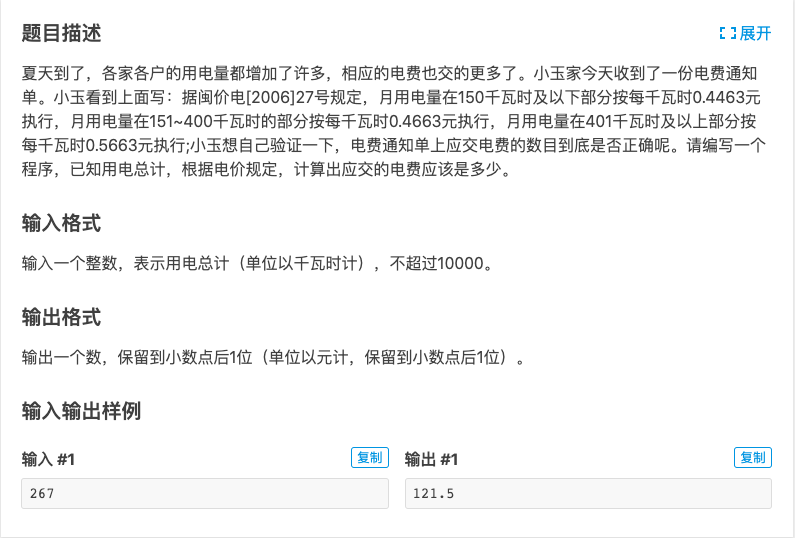 题目描述
展开
夏天到了，各家各户的用电量都增加了许多，相应的电费也交的更多了。小玉家今天收到了一份电费通知
单。小玉看到上面写：据闽价电[2006]27号规定，月用电量在150千瓦时及以下部分按每千瓦时0.4463元
执行，月用电量在151~400千瓦时的部分按每千瓦时0.4663元执行，月用电量在401千瓦时及以上部分按
每千瓦时0.5663元执行;小玉想自己验证一下，电费通知单上应交电费的数目到底是否正确呢。请编写一个
程序，已知用电总计，根据电价规定，计算出应交的电费应该是多少。
输入格式
输入一个整数，表示用电总计（单位以千瓦时计），不超过10000。
输出格式
输出一个数，保留到小数点后1位（单位以元计，保留到小数点后1位）。
输入输出样例
输入 #1
复制
267
输出 #1
复制
121.5